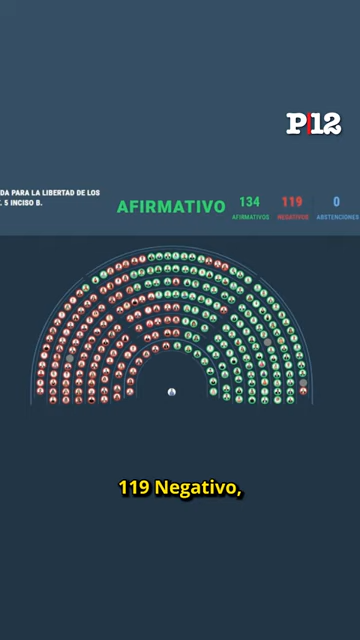 P12
DA PARA LA LIBERTAD DE LOS
. 5 INCISO B.
AFIRMATIVO
134
AFIRMATIVOS
119
NEGATIVOS
0
ABSTENCIONES
119 Negativo,